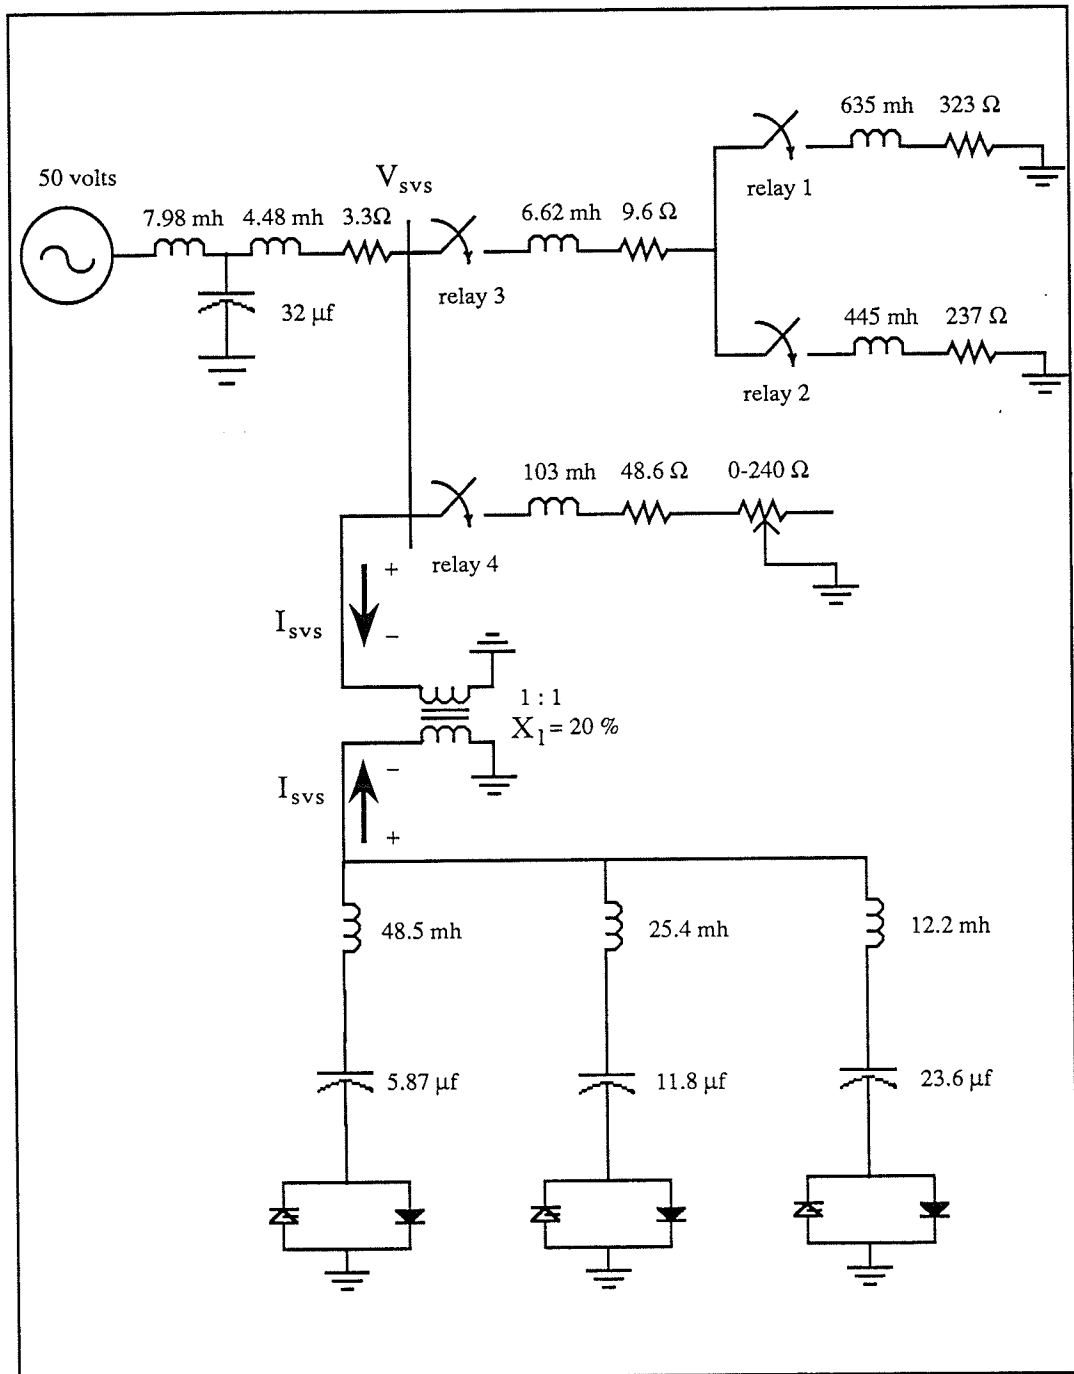 635 mh 323 Ω
relay 1
50 volts
V_svs
7.98 mh 4.48 mh 3.3Ω
6.62 mh 9.6 Ω
relay 3
32 µf
445 mh 237 Ω
relay 2
103 mh 48.6 Ω 0-240 Ω
relay 4
+
I_svs
−
1 : 1
X_l = 20 %
−
I_svs
+
48.5 mh
25.4 mh
12.2 mh
5.87 µf
11.8 µf
23.6 µf